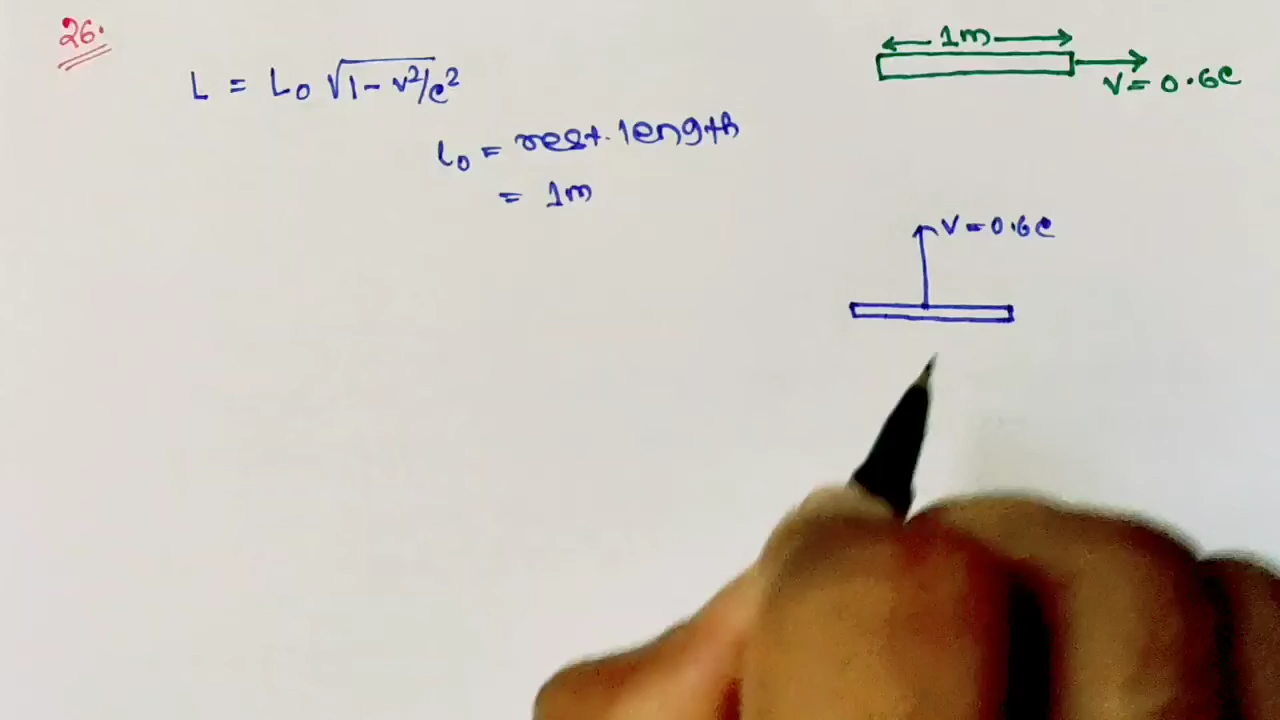 26.
1m
V = 0.6c
L = L₀ √1 - v²/c²
L₀ = rest length
= 1m
V = 0.6c